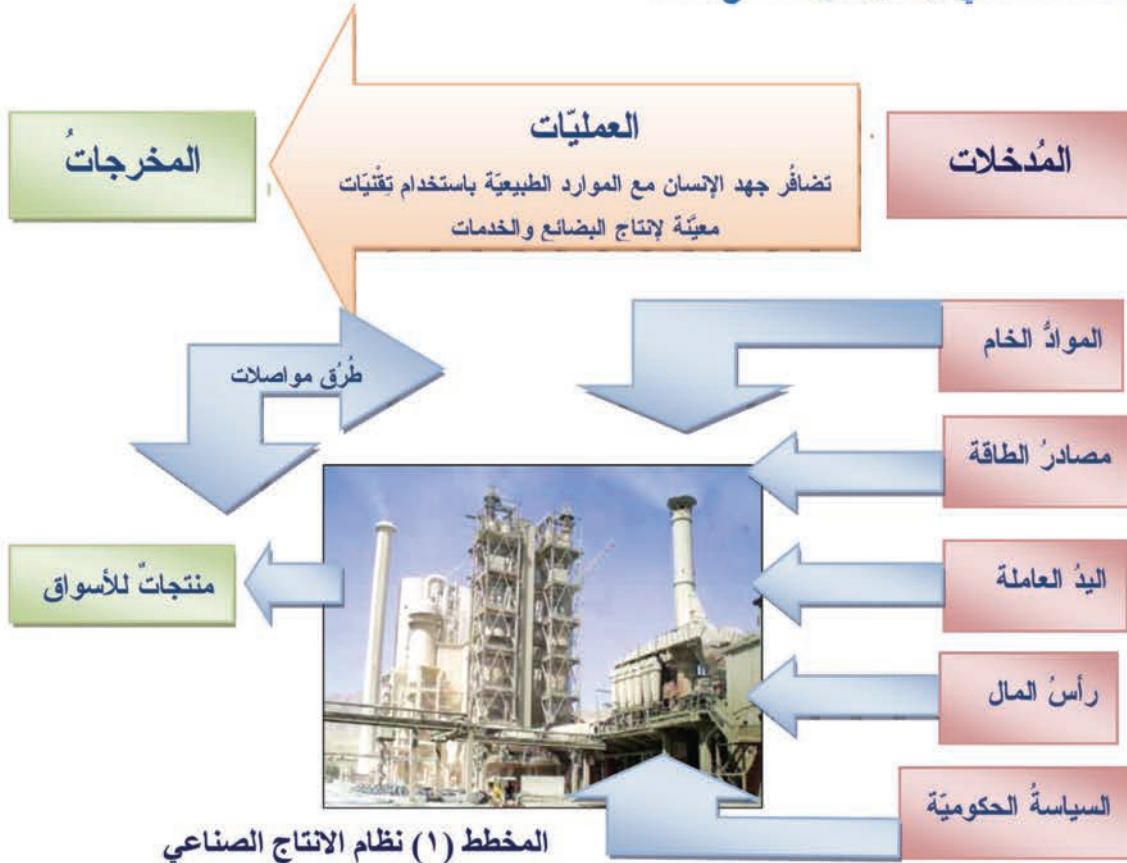 المُدخلات
العمليّات
تضافُر جهد الإنسان مع الموارد الطبيعيّة باستخدام تِقْنيّات
معيَّنة لإنتاج البضائع والخدمات
المخرجاتُ
الموادُّ الخام
مصادرُ الطاقة
اليدُ العاملة
رأسُ المال
السياسةُ الحكوميّة
طُرُق مواصلات
منتجاتٌ للأسواق
المخطط (١) نظام الانتاج الصناعي